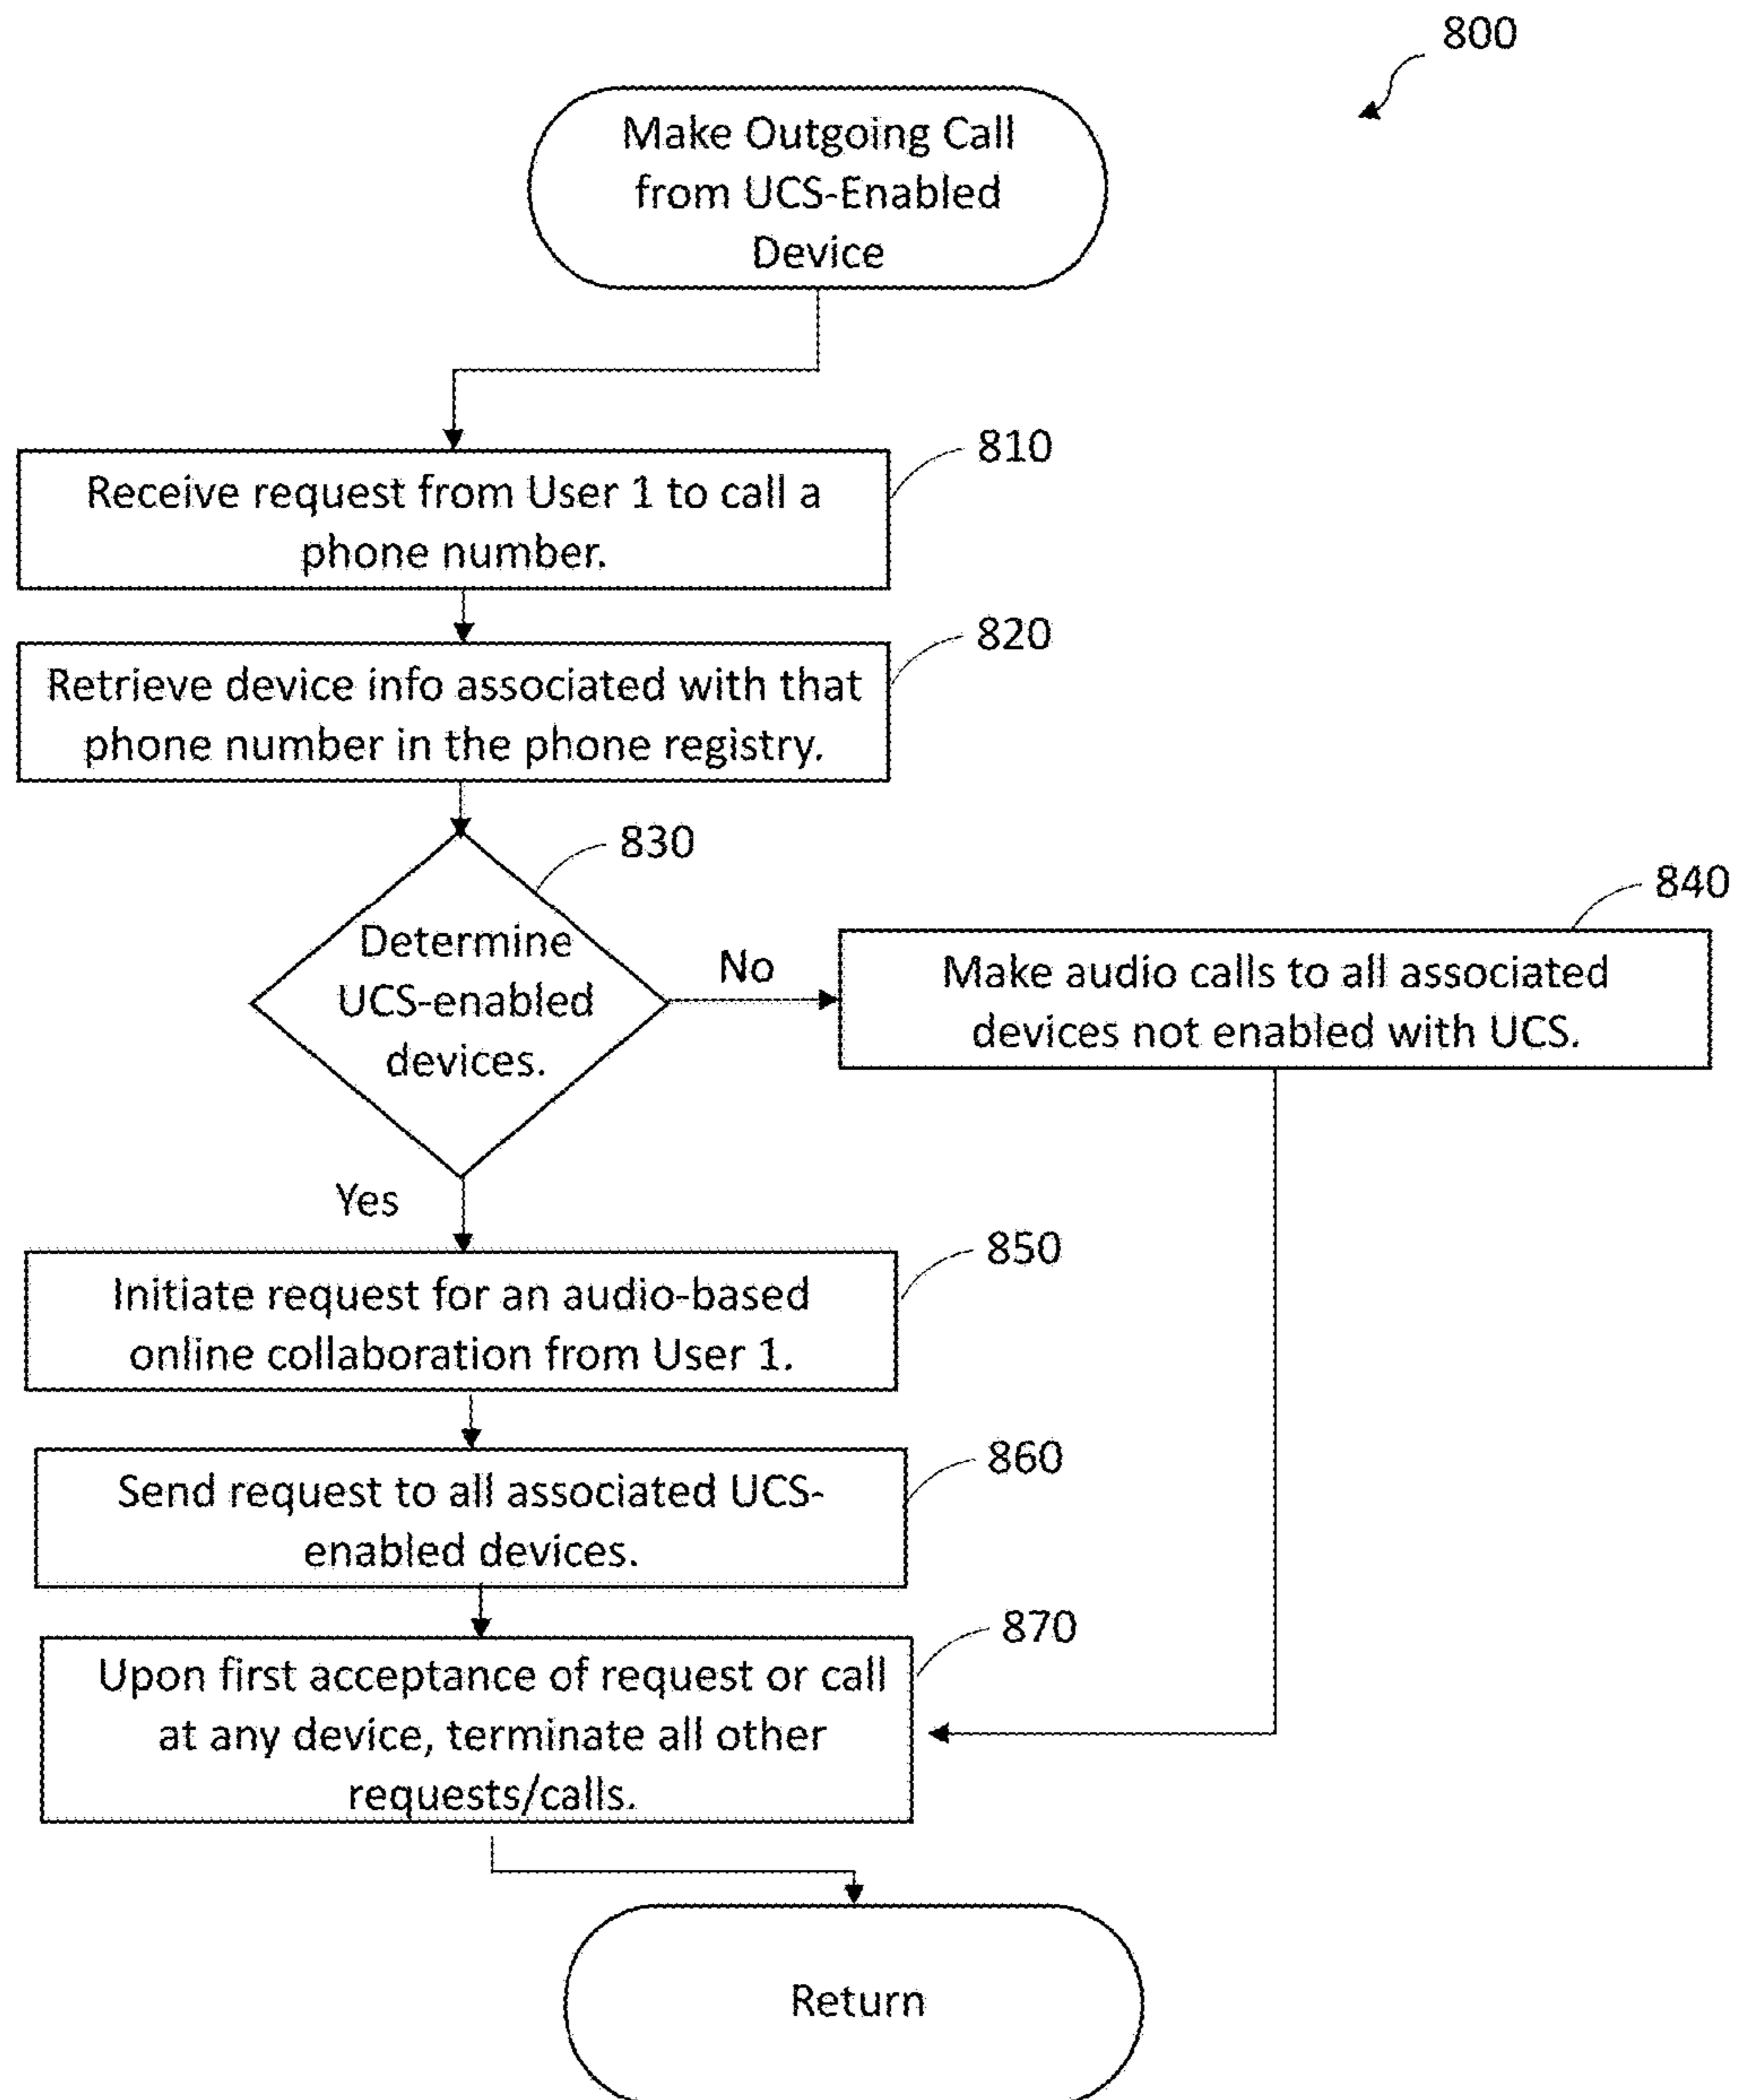 800
Make Outgoing Call
from UCS-Enabled
Device
810
Receive request from User 1 to call a
phone number.
820
Retrieve device info associated with that
phone number in the phone registry.
830
Determine
UCS-enabled
devices.
No
840
Make audio calls to all associated
devices not enabled with UCS.
Yes
850
Initiate request for an audio-based
online collaboration from User 1.
860
Send request to all associated UCS-
enabled devices.
870
Upon first acceptance of request or call
at any device, terminate all other
requests/calls.
Return